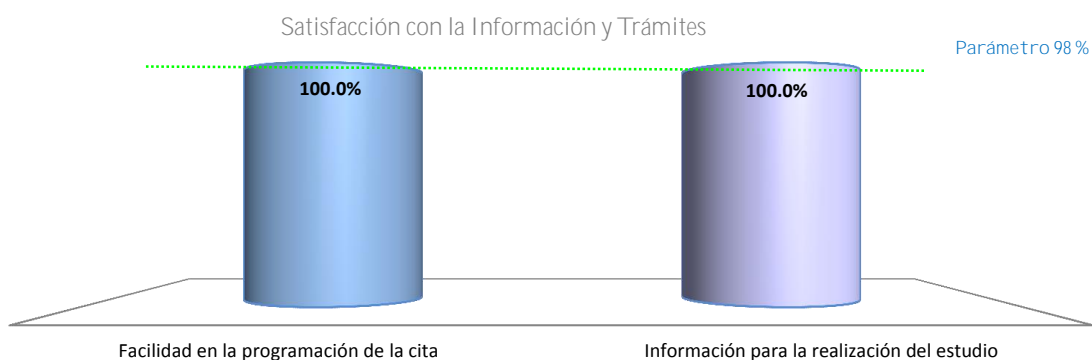 Satisfacción con la Información y Trámites
Parámetro 98 %
100.0%
100.0%
Facilidad en la programación de la cita
Información para la realización del estudio